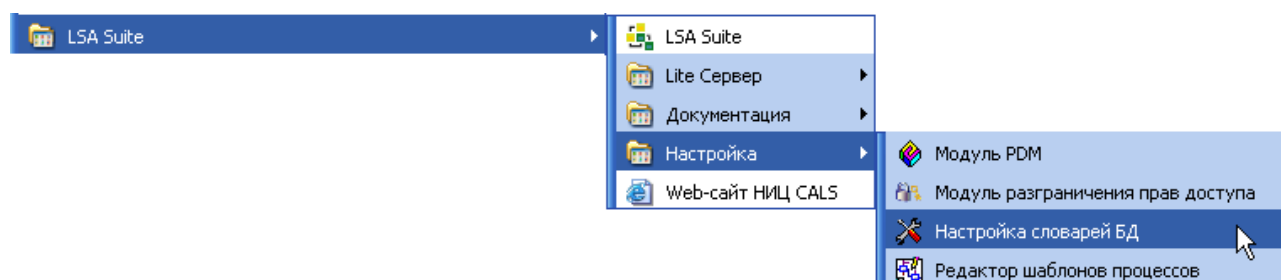 LSA Suite
LSA Suite
Lite Сервер
Документация
Настройка
Web-сайт НИЦ CALS
Модуль PDM
Модуль разграничения прав доступа
Настройка словарей БД
Редактор шаблонов процессов